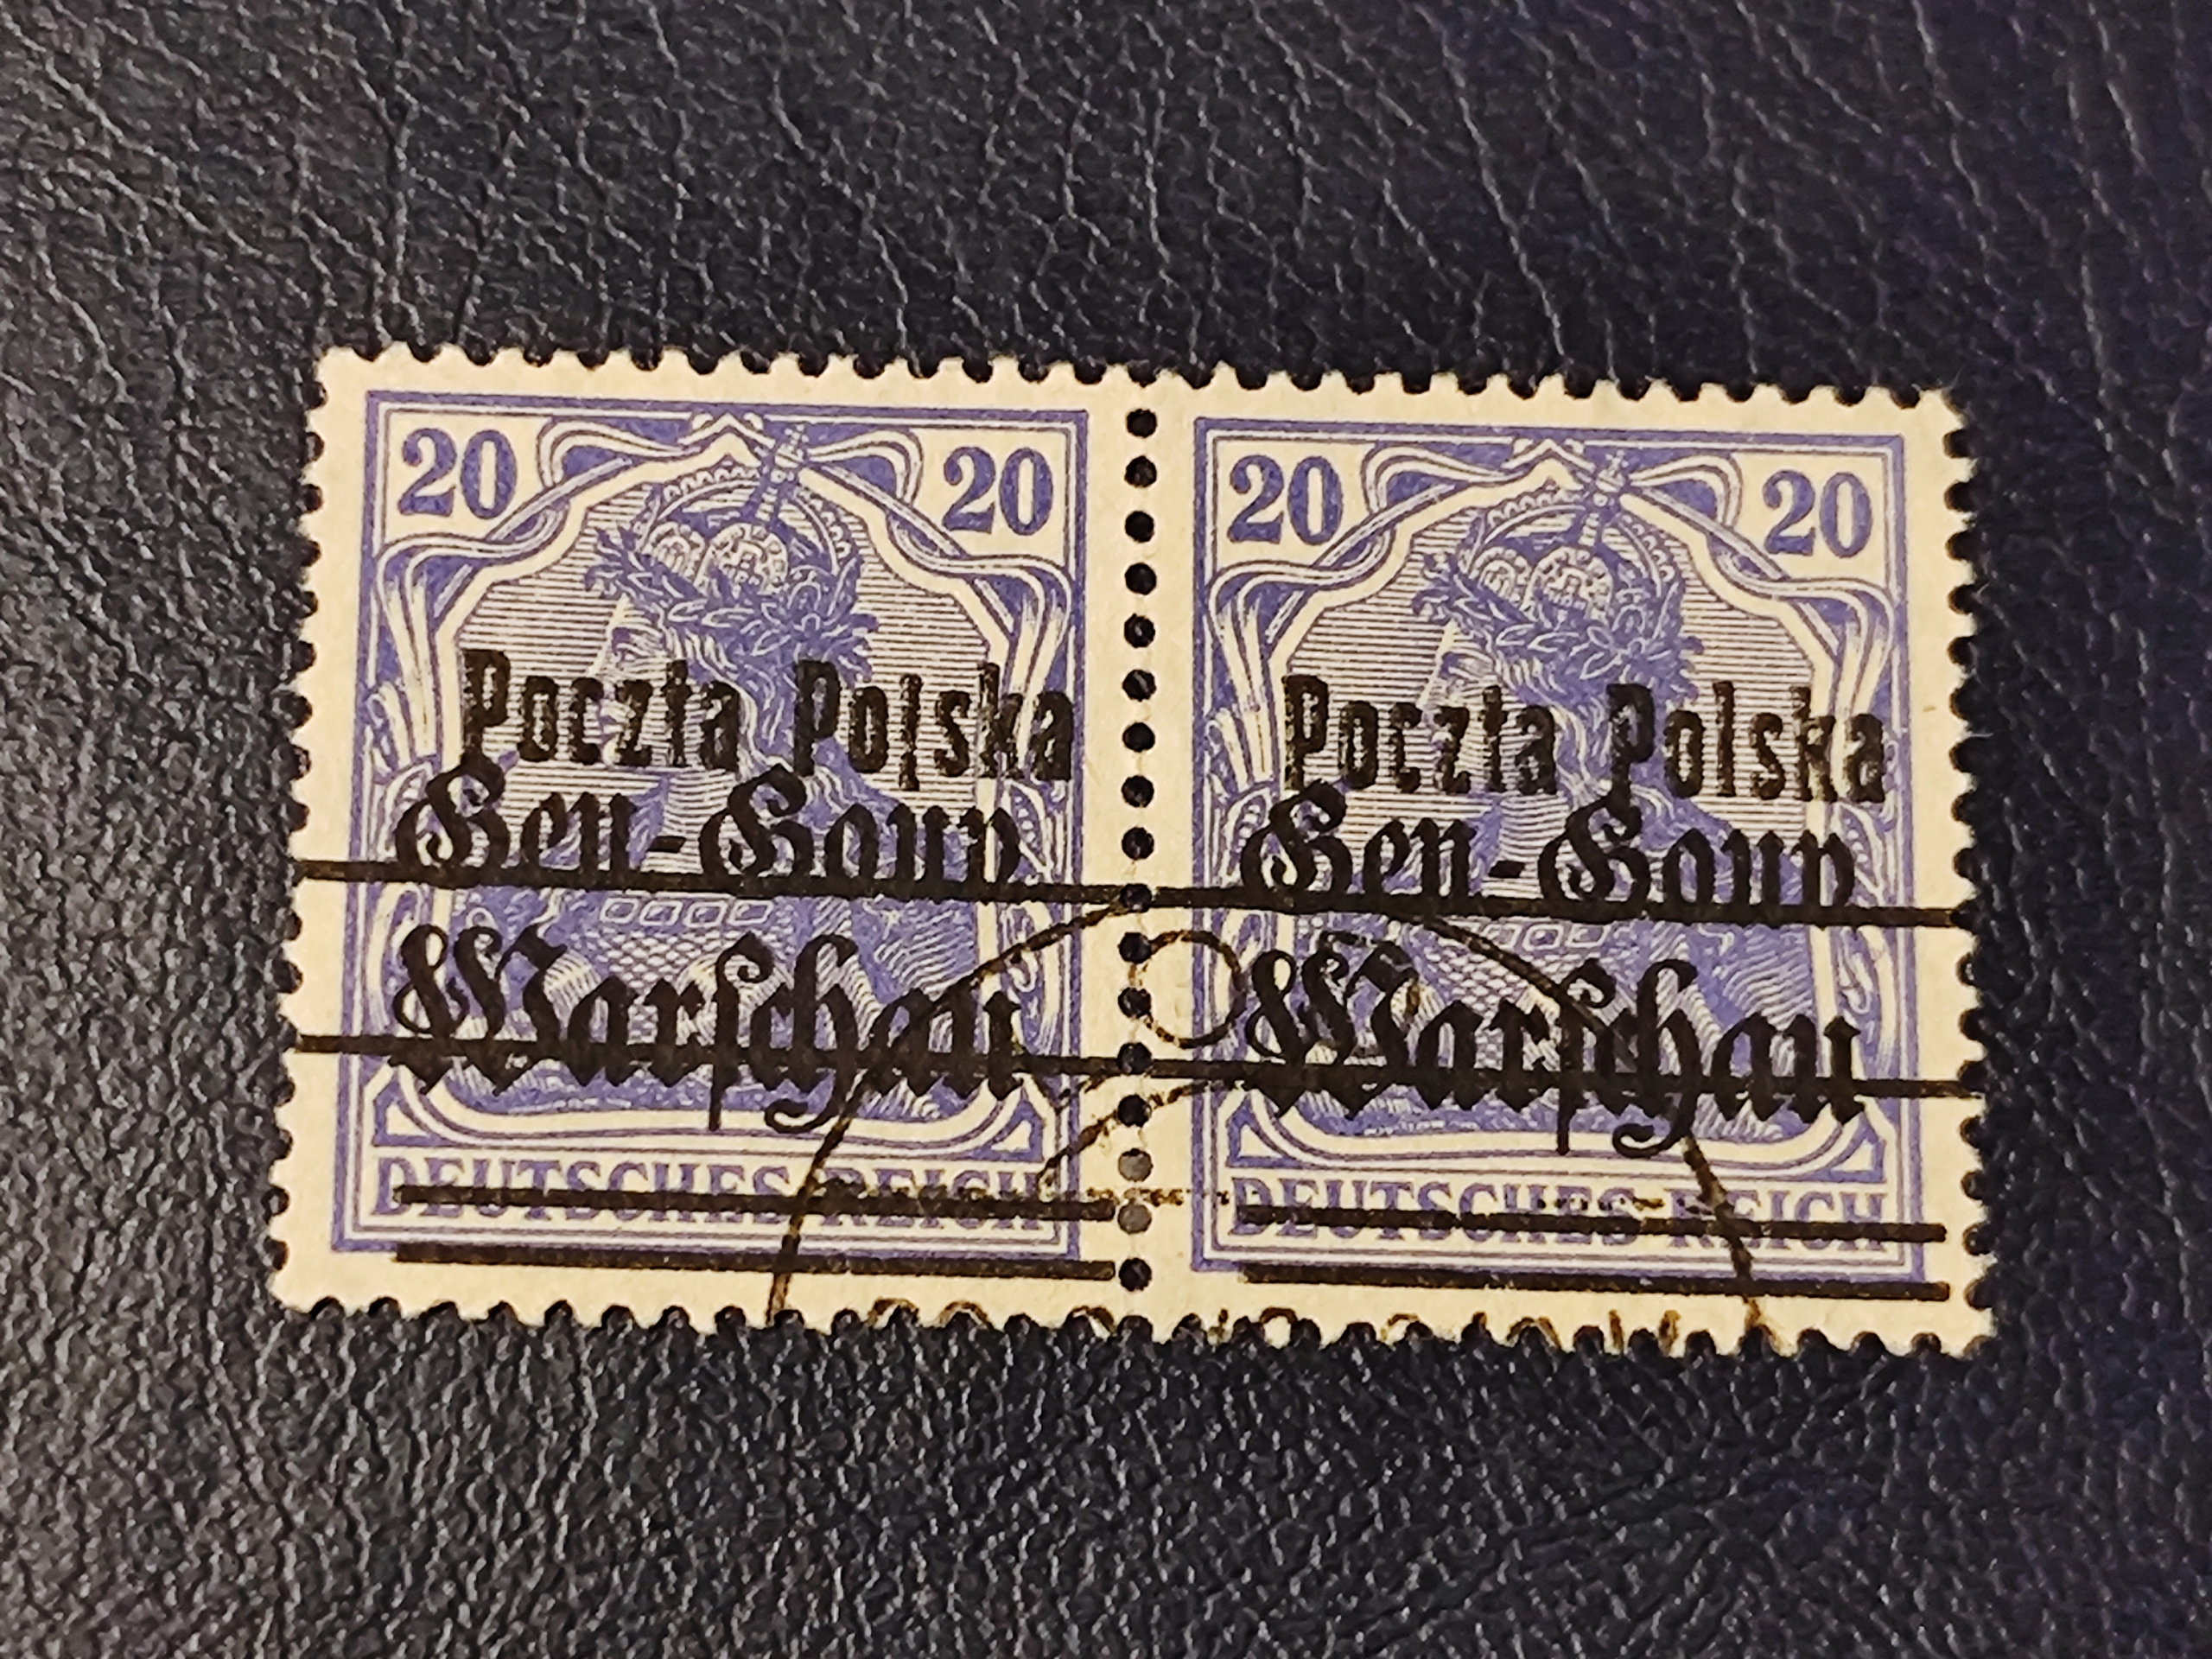 20 20 20 20
Poczta Polska Poczta Polska
Gen-Gouv Gen-Gouv
Warschau Warschau
DEUTSCHES REICH DEUTSCHES REICH